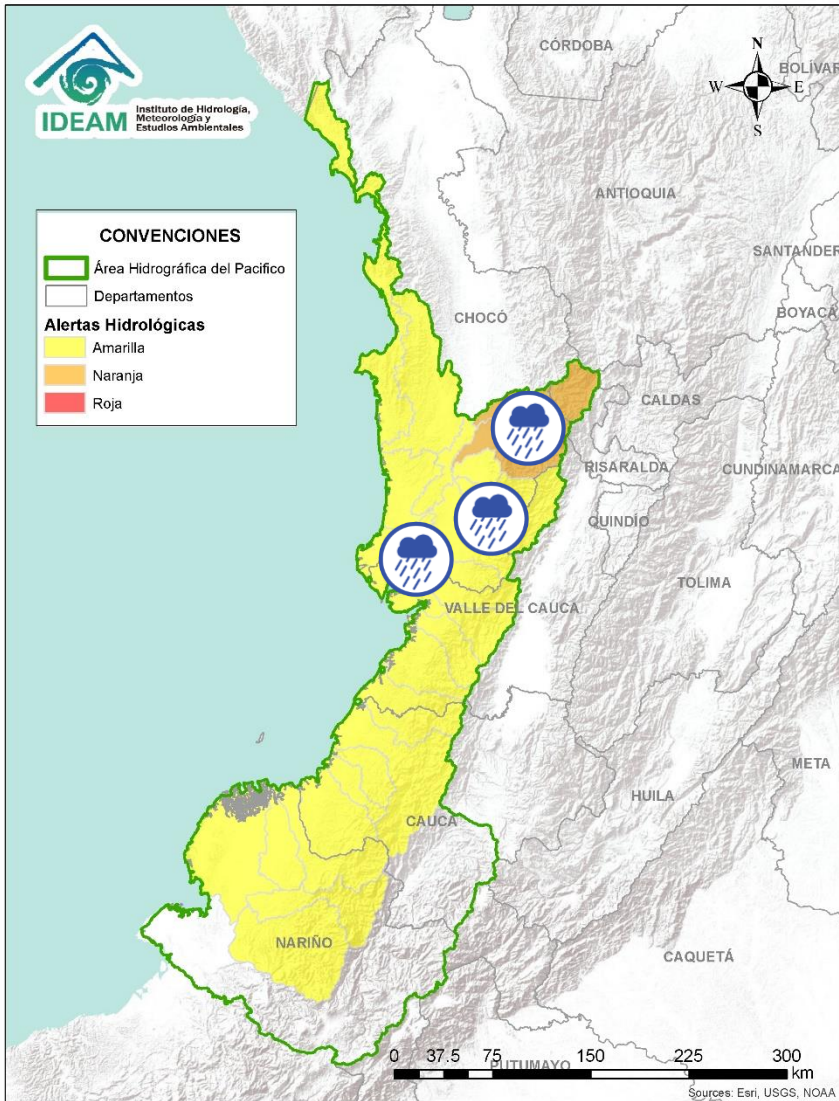 CÓRDOBA
N
BOLÍVAR
W
E
S
IDEAM
Instituto de Hidrología,
Meteorología y
Estudios Ambientales
ANTIOQUIA
CONVENCIONES
Área Hidrográfica del Pacifico
Departamentos
Alertas Hidrológicas
Amarilla
Naranja
Roja
SANTANDER
BOYACÁ
CHOCÓ
CALDAS
RISARALDA
CUNDINAMARCA
QUINDÍO
TOLIMA
VALLE DEL CAUCA
META
HUILA
CAUCA
NARIÑO
CAQUETÁ
PUTUMAYO
0 37.5 75 150 225 300
km
Sources: Esri, USGS, NOAA